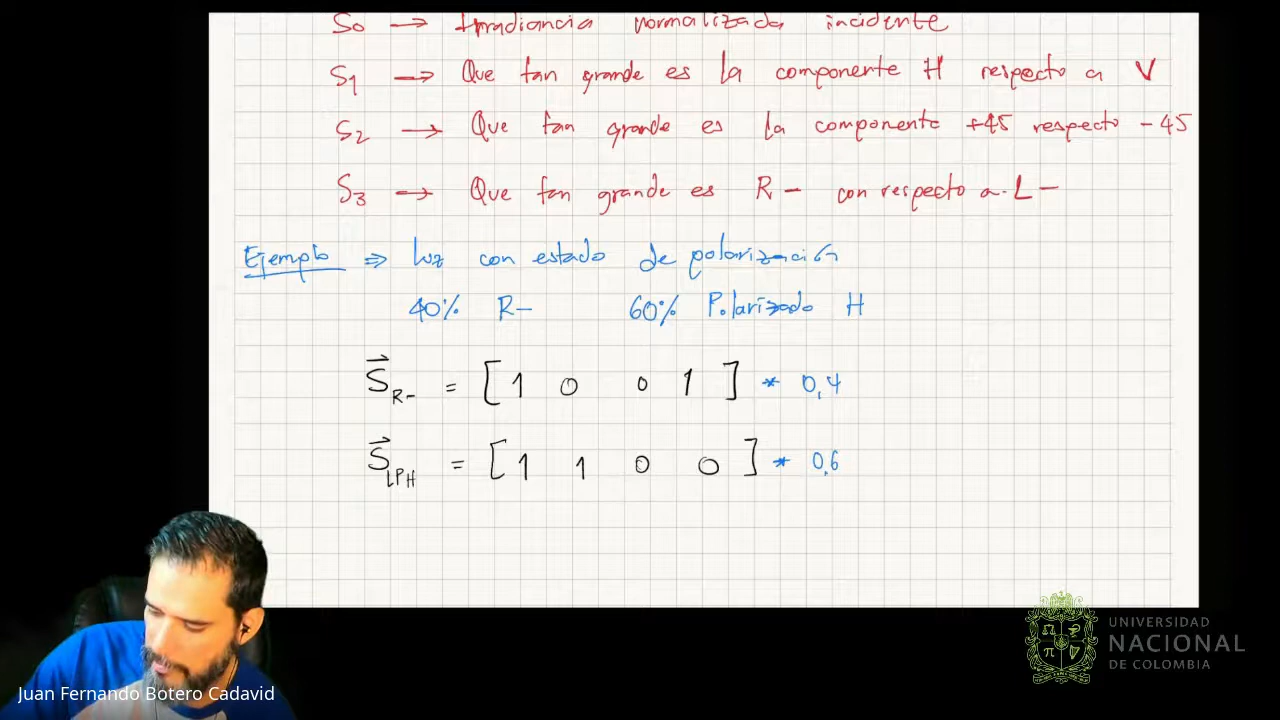 S0 → Irradiancia normalizada incidente
S1 → Que tan grande es la componente H respecto a V
S2 → Que tan grande es la componente +45 respecto -45
S3 → Que tan grande es R- con respecto a L-
Ejemplo ⇒ luz con estado de polarización
40% R- 60% Polarizado H
S⃗R- = [ 1 0 0 1 ] * 0,4
S⃗LPH = [ 1 1 0 0 ] * 0,6
UNIVERSIDAD
NACIONAL
DE COLOMBIA
Juan Fernando Botero Cadavid